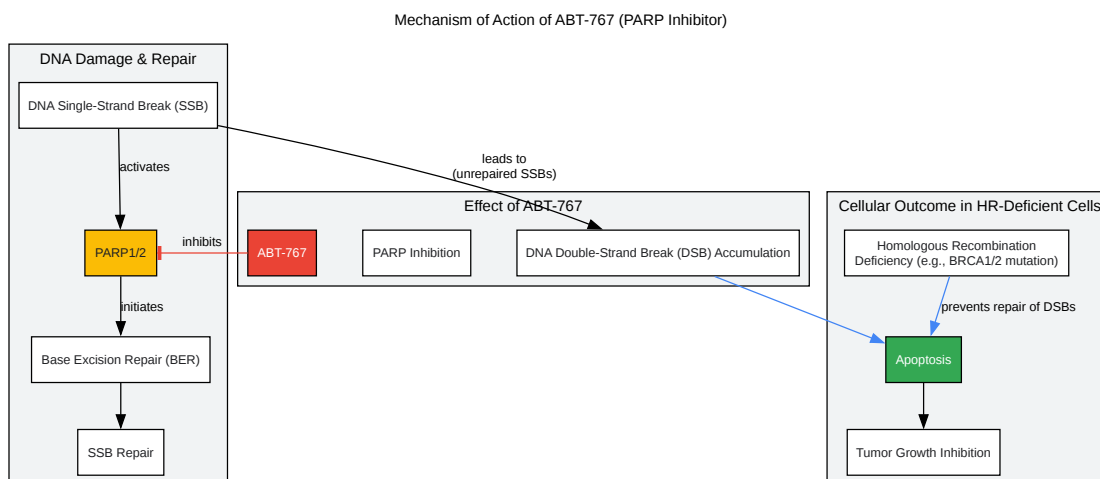 Mechanism of Action of ABT-767 (PARP Inhibitor)
DNA Damage & Repair
DNA Single-Strand Break (SSB)
activates
leads to
(unrepaired SSBs)
Effect of ABT-767
Cellular Outcome in HR-Deficient Cells
PARP1/2
inhibits
ABT-767
PARP Inhibition
DNA Double-Strand Break (DSB) Accumulation
Homologous Recombination
Deficiency (e.g., BRCA1/2 mutation)
initiates
prevents repair of DSBs
Base Excision Repair (BER)
Apoptosis
SSB Repair
Tumor Growth Inhibition